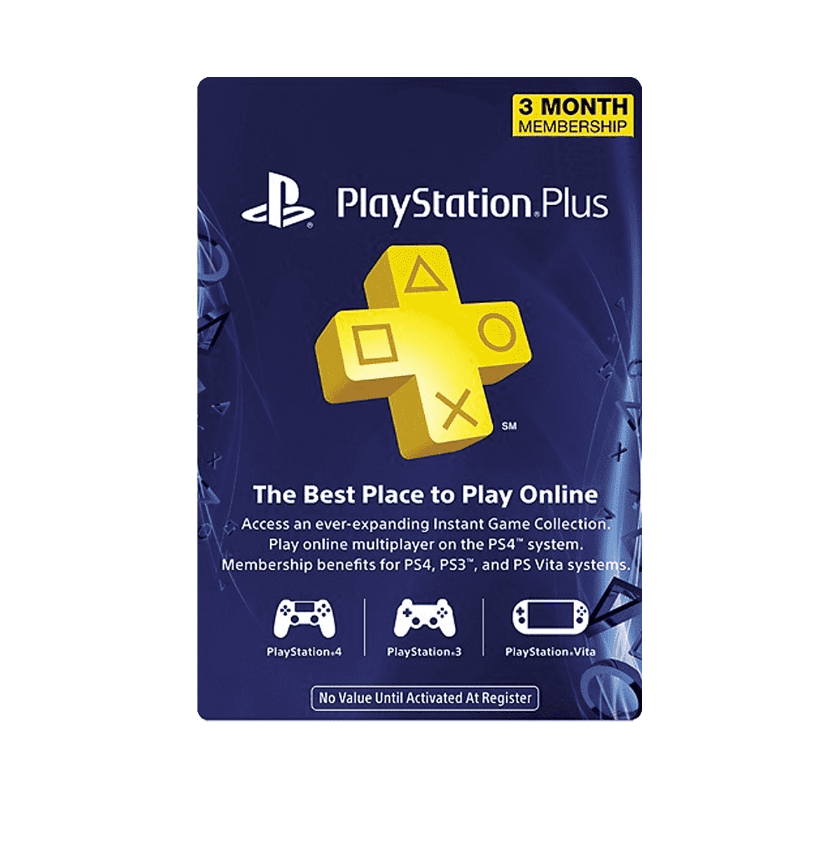 3 MONTH
MEMBERSHIP
PlayStation®Plus
SM
The Best Place to Play Online
Access an ever-expanding Instant Game Collection.
Play online multiplayer on the PS4™ system.
Membership benefits for PS4, PS3™, and PS Vita systems.
PlayStation®4 PlayStation®3 PlayStation®Vita
No Value Until Activated At Register